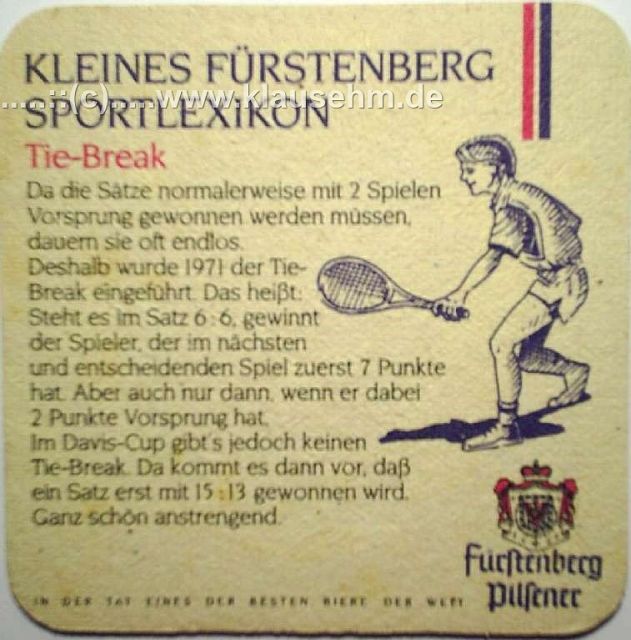 KLEINES FÜRSTENBERG
.....::(c).....www.klausehm.de
SPORTLEXIKON
Tie-Break
Da die Sätze normalerweise mit 2 Spielen
Vorsprung gewonnen werden müssen,
dauern sie oft endlos.
Deshalb wurde 1971 der Tie-
Break eingeführt. Das heißt:
Steht es im Satz 6:6, gewinnt
der Spieler, der im nächsten
und entscheidenden Spiel zuerst 7 Punkte
hat. Aber auch nur dann, wenn er dabei
2 Punkte Vorsprung hat.
Im Davis-Cup gibt's jedoch keinen
Tie-Break. Da kommt es dann vor, daß
ein Satz erst mit 15:13 gewonnen wird.
Ganz schön anstrengend.
Fürstenberg
Pilsener
IN DER TAT EINES DER BESTEN BIERE DER WELT